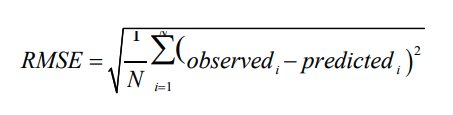 RMSE = √(1/N ∑_{i=1} (observed_i − predicted_i)²)